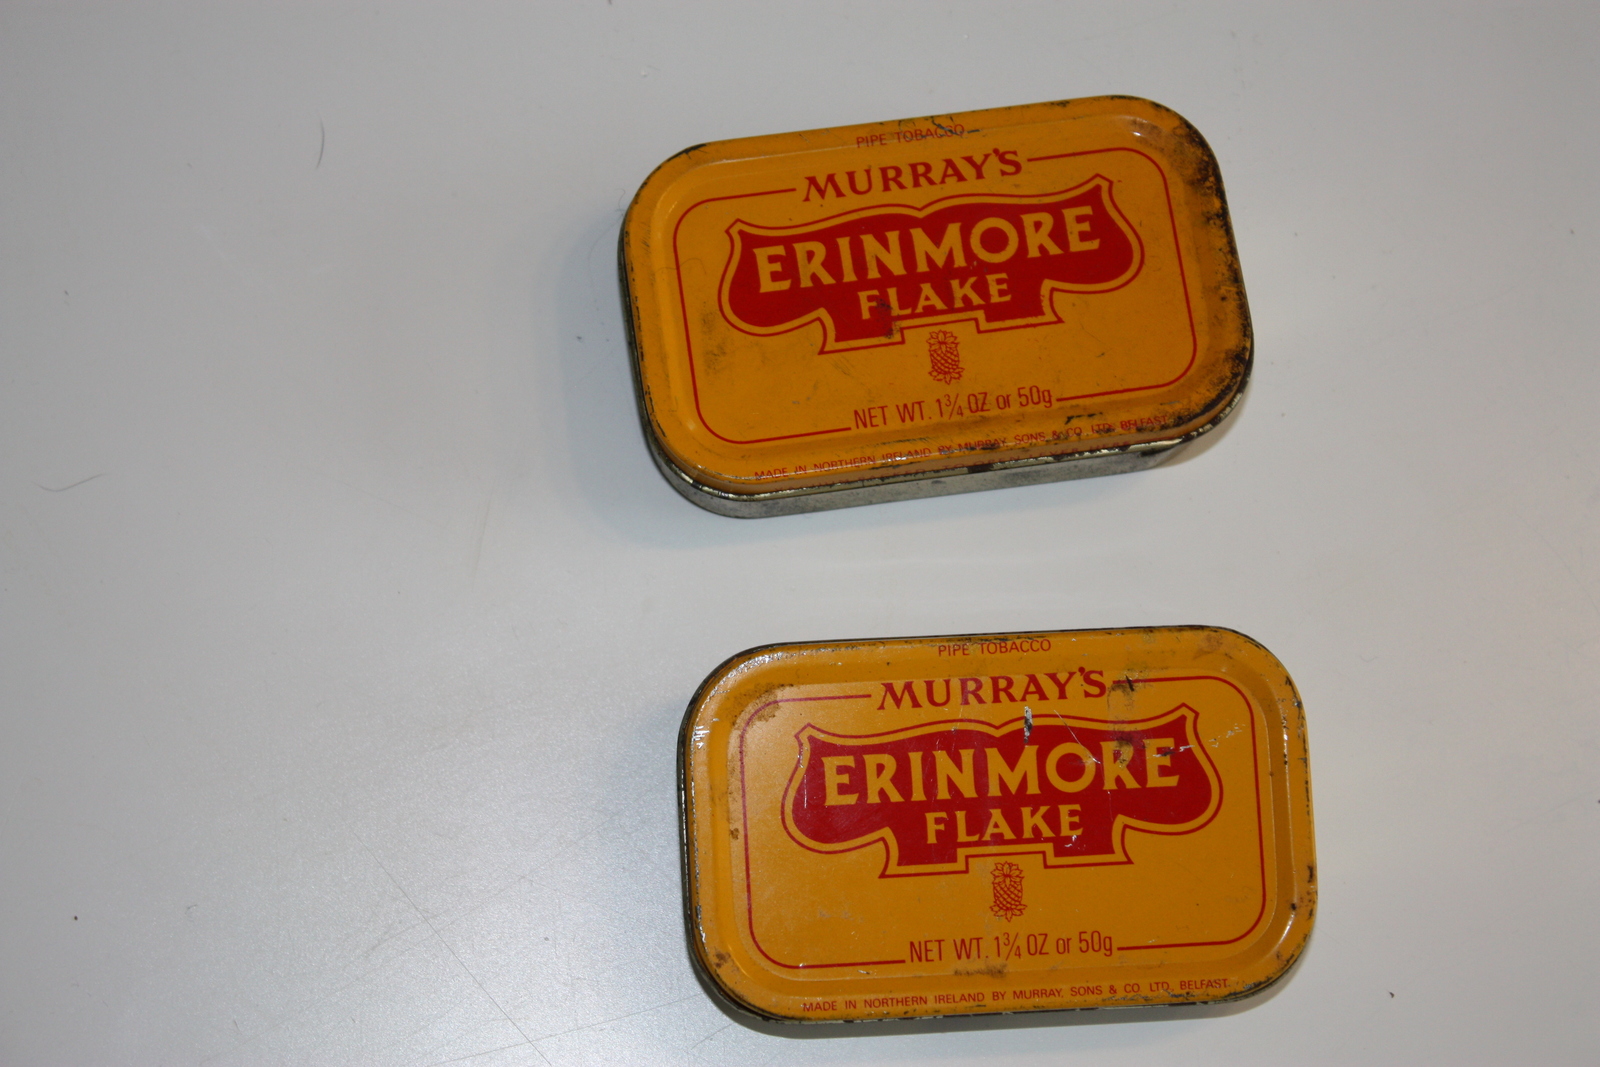 PIPE TOBACCO
MURRAY'S
ERINMORE
FLAKE
NET WT. 1¾ OZ or 50g
MADE IN NORTHERN IRELAND BY MURRAY, SONS & CO. LTD. BELFAST.
PIPE TOBACCO
MURRAY'S
ERINMORE
FLAKE
NET WT. 1¾ OZ or 50g
MADE IN NORTHERN IRELAND BY MURRAY, SONS & CO. LTD. BELFAST.